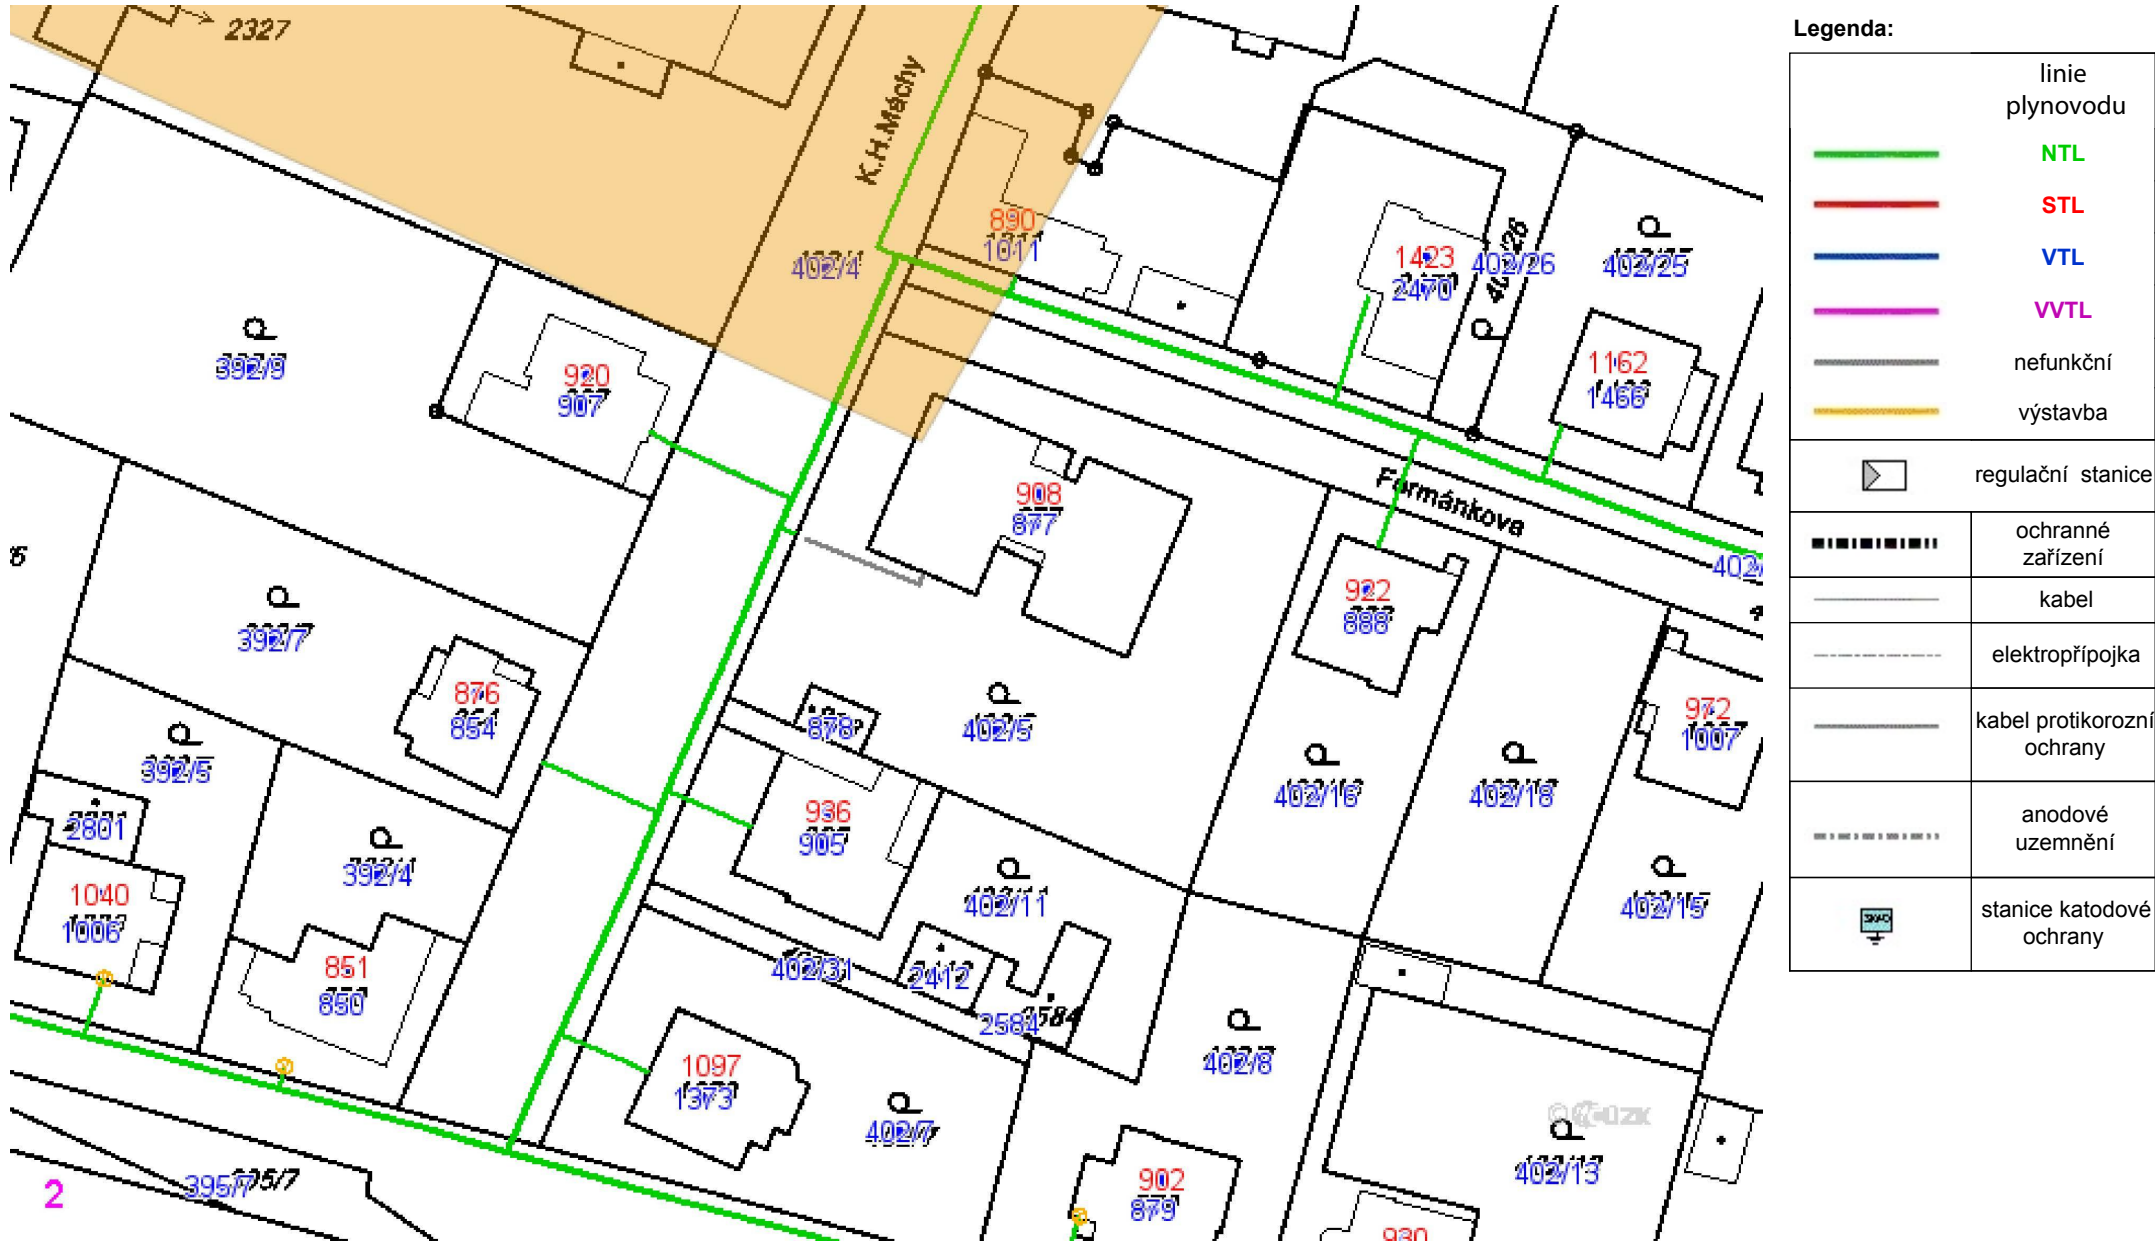 2327
K.H.Máchy
890
1011
402/4
1423
2470
402/26
402/26
402/25
392/9
920
907
1162
1466
908
877
Formánkova
922
888
392/7
876
854
878
402/5
972
1007
392/5
2801
392/4
936
905
402/16
402/18
402/11
402/15
1040
1006
851
850
402/31
2412
2584
2584
1097
1373
402/7
402/8
402/13
395/7
2
902
879
930
Legenda:
linie
plynovodu
NTL
STL
VTL
VVTL
nefunkční
výstavba
regulační stanice
ochranné
zařízení
kabel
elektropřípojka
kabel protikorozní
ochrany
anodové
uzemnění
stanice katodové
ochrany